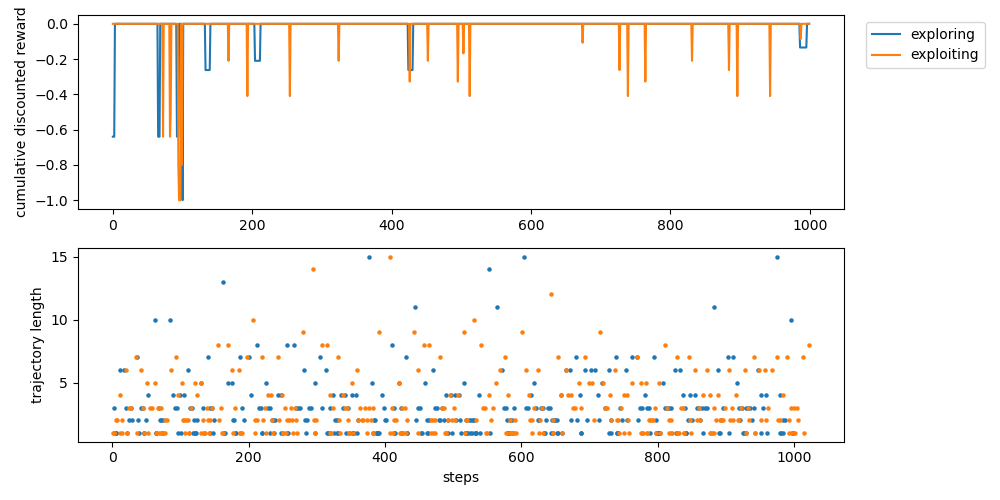 cumulative discounted reward
0.0
−0.2
−0.4
−0.6
−0.8
−1.0
0 200 400 600 800 1000
exploring
exploiting
trajectory length
15
10
5
0 200 400 600 800 1000
steps